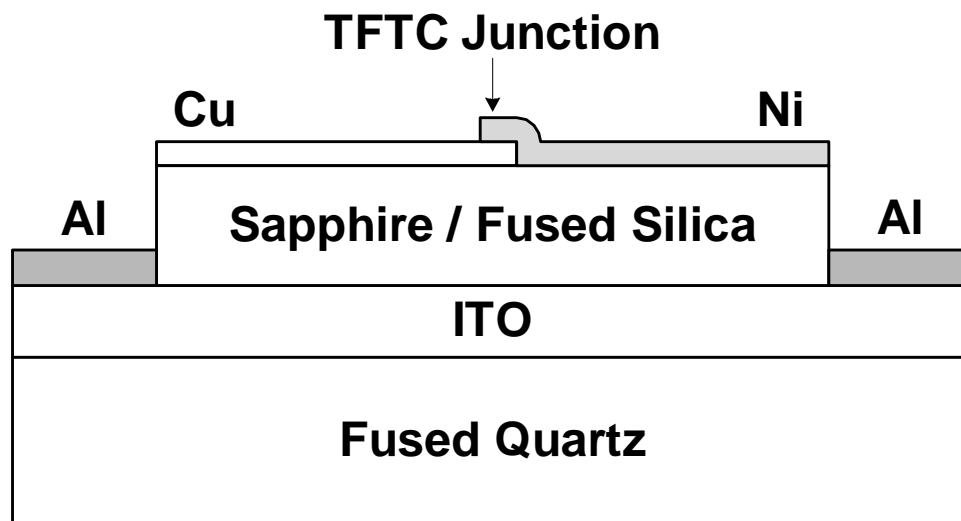 TFTC Junction
Cu
Ni
Al
Sapphire / Fused Silica
Al
ITO
Fused Quartz